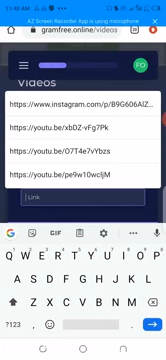 11:48 AM
AZ Screen Recorder App is using microphone
gramfree.online/videos
FO
Videos
https://www.instagram.com/p/B9G606AlZ...
https://youtu.be/xbDZ-vFg7Pk
https://youtu.be/O7T4e7vYbzs
https://youtu.be/pe9w10wcljM
Link
GIF
Q W E R T Y U I O P
A S D F G H J K L
Z X C V B N M
?123 , .